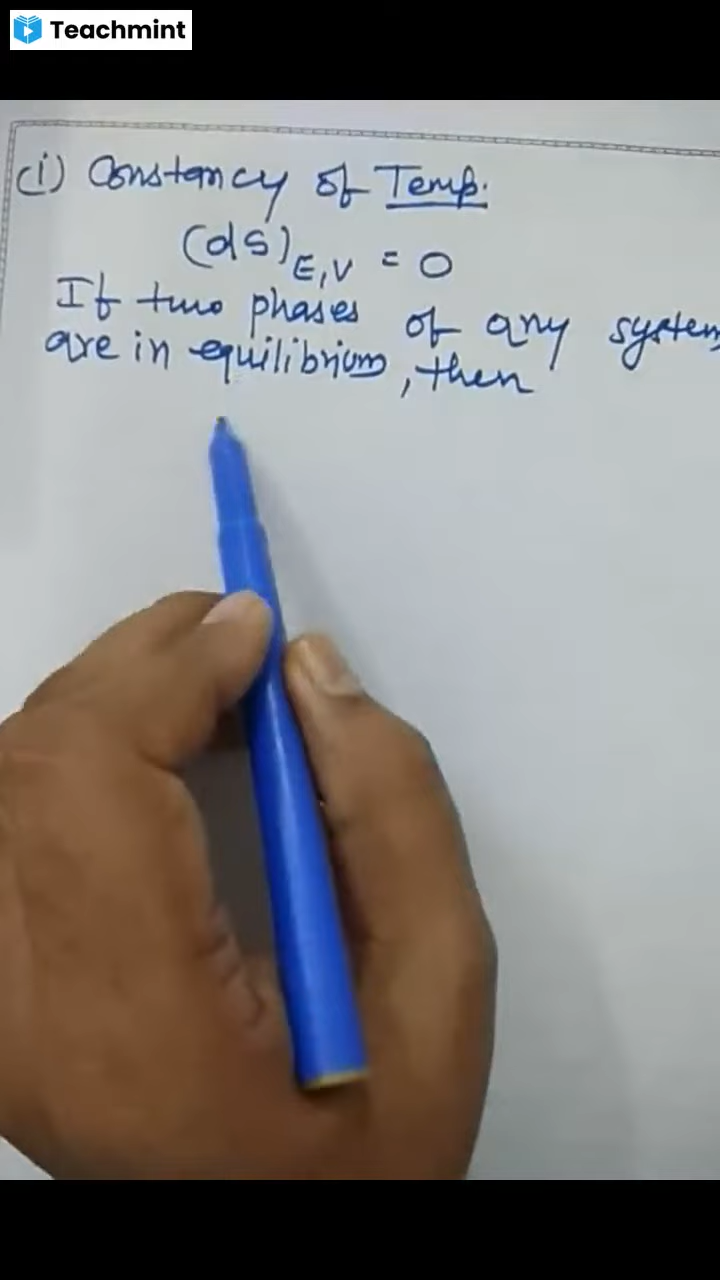 Teachmint
(i) Constancy of Temp.
(dS)E,V = 0
If two phases of any system
are in equilibrium, then